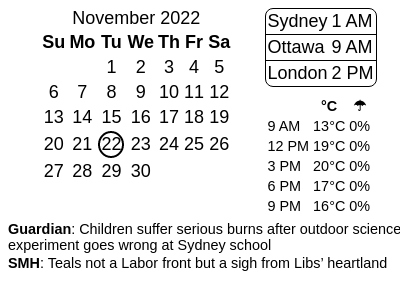 November 2022
Su Mo Tu We Th Fr Sa
1 2 3 4 5
6 7 8 9 10 11 12
13 14 15 16 17 18 19
20 21 22 23 24 25 26
27 28 29 30
Sydney 1 AM
Ottawa 9 AM
London 2 PM
°C ☂
9 AM 13°C 0%
12 PM 19°C 0%
3 PM 20°C 0%
6 PM 17°C 0%
9 PM 16°C 0%
Guardian: Children suffer serious burns after outdoor science
experiment goes wrong at Sydney school
SMH: Teals not a Labor front but a sigh from Libs' heartland